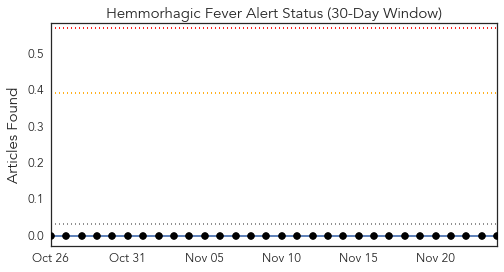 Hemmorhagic Fever Alert Status (30-Day Window)
Articles Found
0.5
0.4
0.3
0.2
0.1
0.0
Oct 26 Oct 31 Nov 05 Nov 10 Nov 15 Nov 20